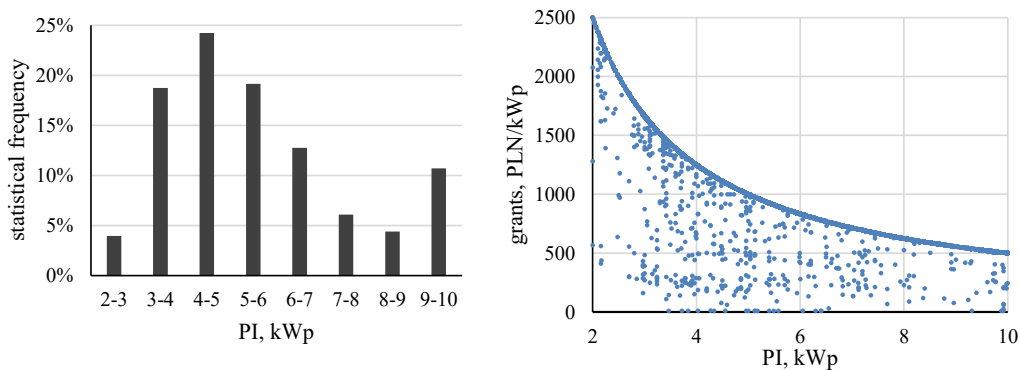 statistical frequency
25%
20%
15%
10%
5%
0%
2-3 3-4 4-5 5-6 6-7 7-8 8-9 9-10
PI, kWp
grants, PLN/kWp
2500
2000
1500
1000
500
0
2 4 6 8 10
PI, kWp